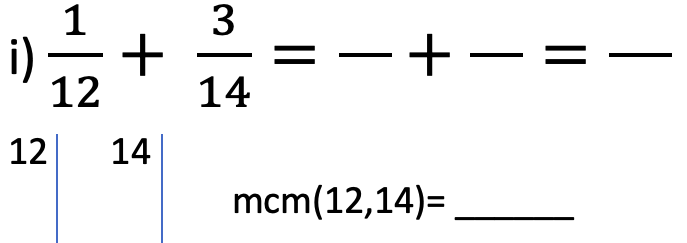 i) 1/12 + 3/14 = — + — = —
12 14
mcm(12,14)= ______